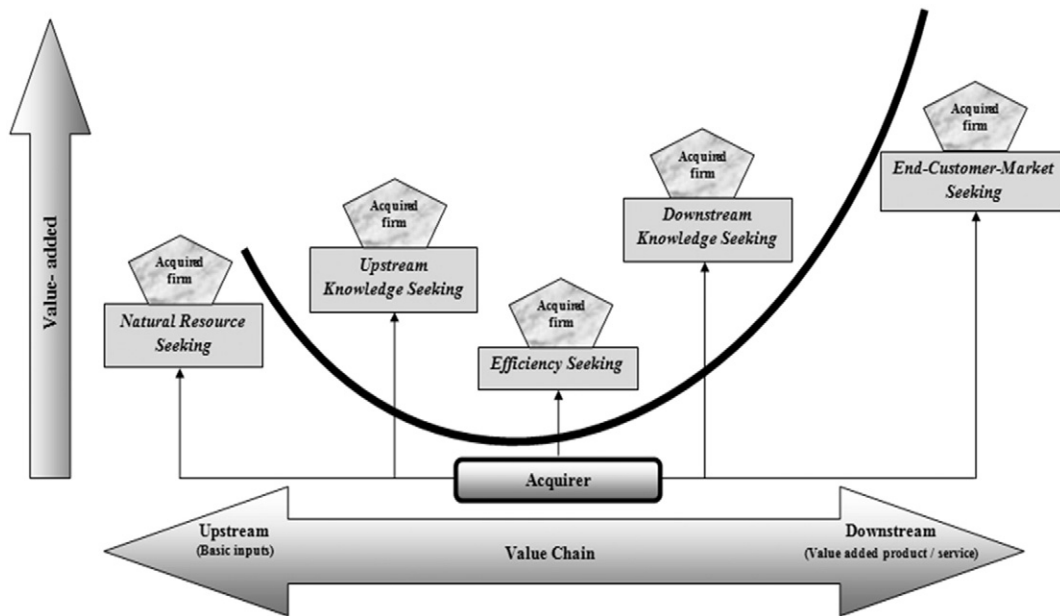 Value- added
Acquired
firm
Natural Resource
Seeking
Acquired
firm
Upstream
Knowledge Seeking
Acquired
firm
Efficiency Seeking
Acquired
firm
Downstream
Knowledge Seeking
Acquired
firm
End-Customer-Market
Seeking
Acquirer
Upstream
(Basic inputs)
Value Chain
Downstream
(Value added product / service)